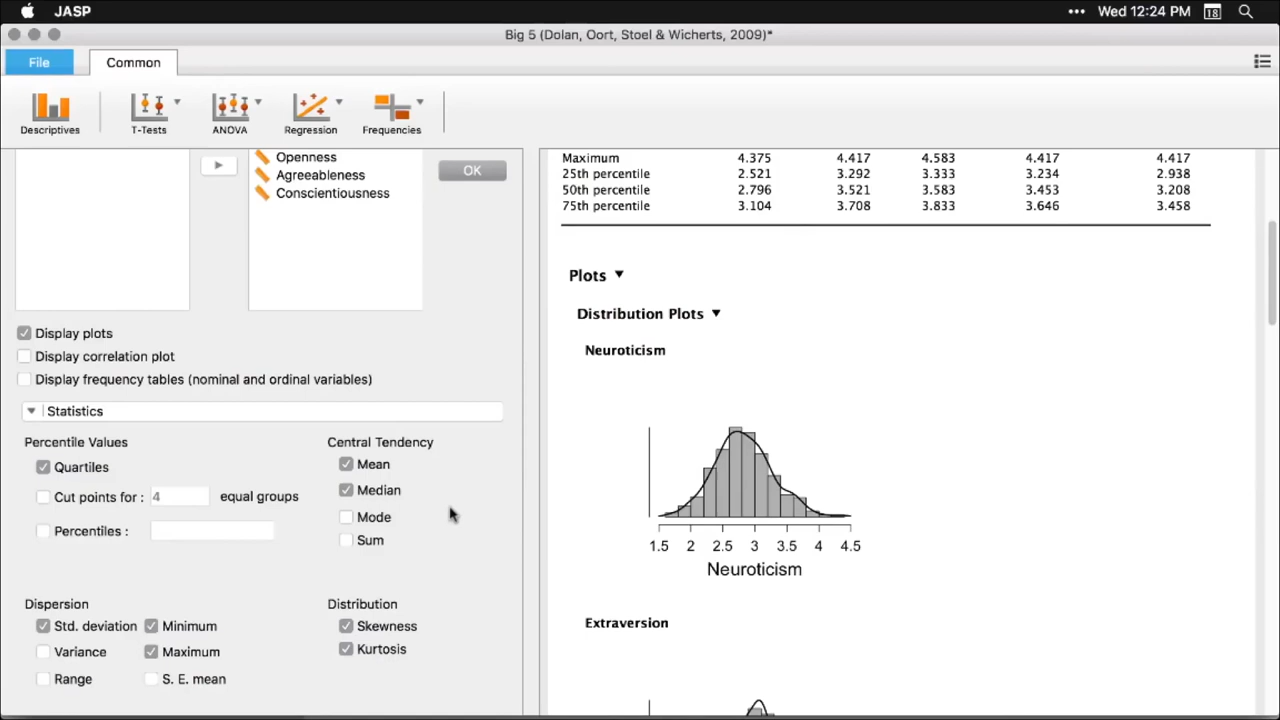 JASP
••• Wed 12:24 PM 18
Big 5 (Dolan, Oort, Stoel & Wicherts, 2009)*
File Common
Descriptives T-Tests ANOVA Regression Frequencies
Openness
Agreeableness
Conscientiousness
OK
Display plots
Display correlation plot
Display frequency tables (nominal and ordinal variables)
Statistics
Percentile Values
Quartiles
Cut points for : 4 equal groups
Percentiles :
Central Tendency
Mean
Median
Mode
Sum
Dispersion
Std. deviation Minimum
Variance Maximum
Range S. E. mean
Distribution
Skewness
Kurtosis
Maximum 4.375 4.417 4.583 4.417 4.417
25th percentile 2.521 3.292 3.333 3.234 2.938
50th percentile 2.796 3.521 3.583 3.453 3.208
75th percentile 3.104 3.708 3.833 3.646 3.458
Plots
Distribution Plots
Neuroticism
1.5 2 2.5 3 3.5 4 4.5
Neuroticism
Extraversion